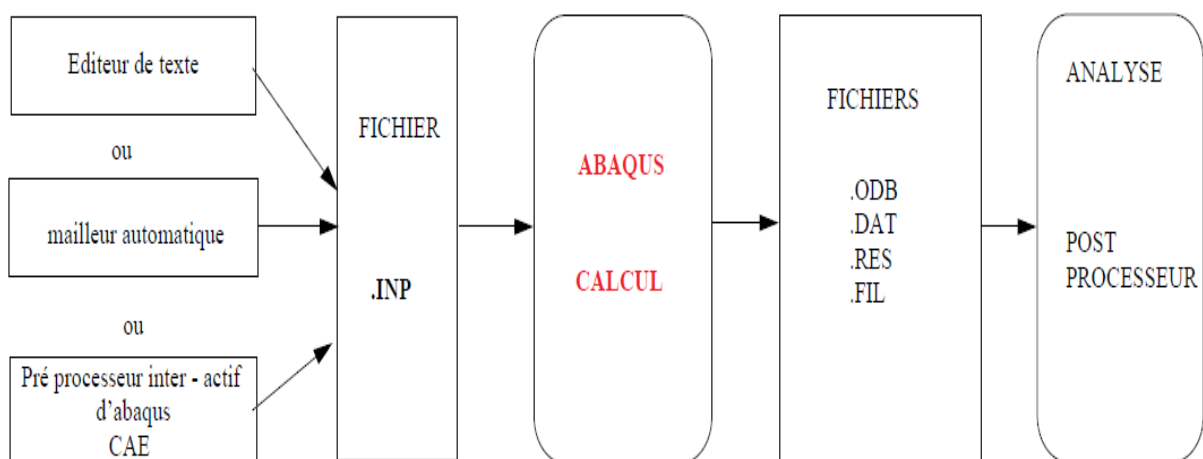 Editeur de texte
ou
mailleur automatique
ou
Pré processeur inter - actif
d'abaqus
CAE
FICHIER
.INP
ABAQUS
CALCUL
FICHIERS
.ODB
.DAT
.RES
.FIL
ANALYSE
POST
PROCESSEUR